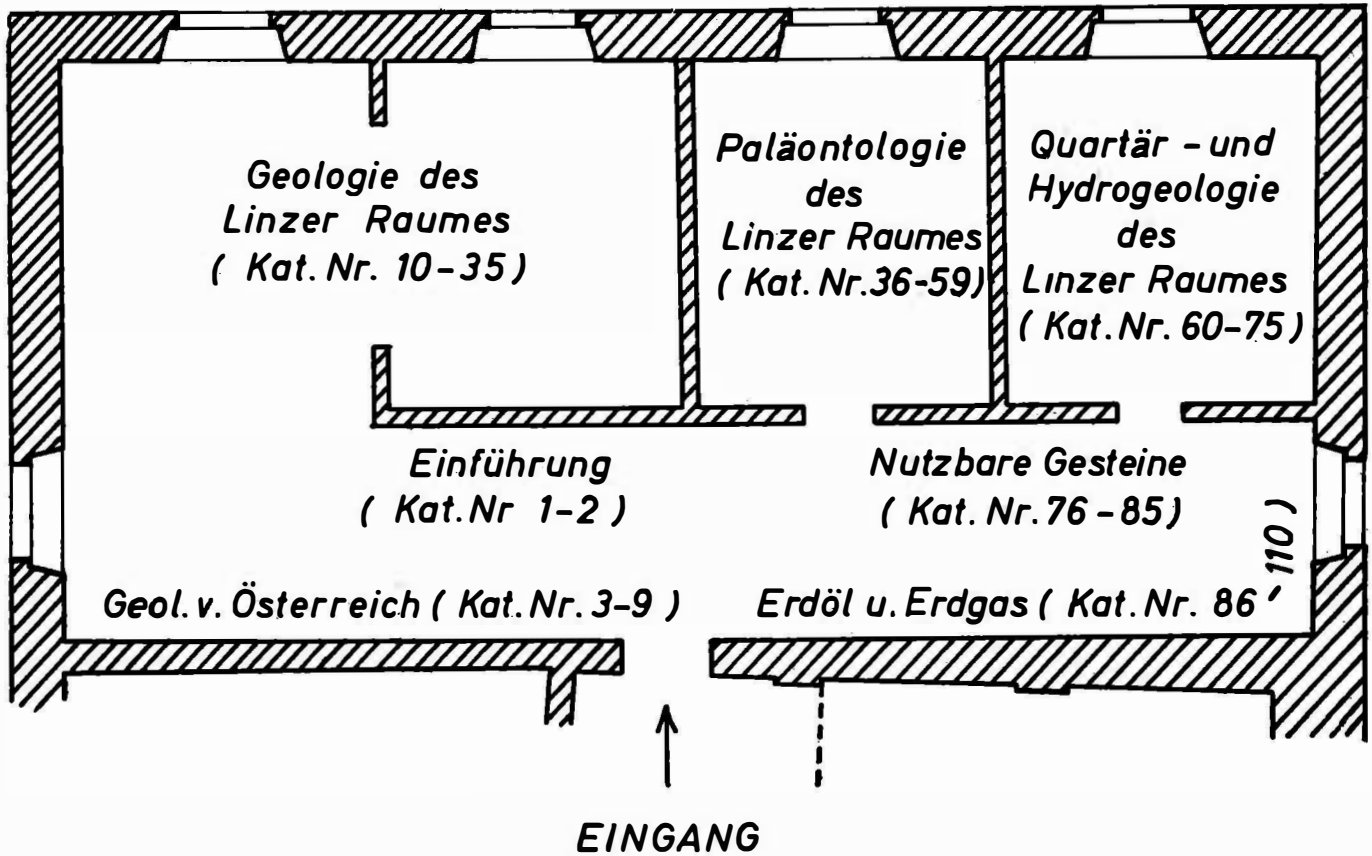 Geologie des
Linzer Raumes
( Kat. Nr. 10-35 )
Paläontologie
des
Linzer Raumes
( Kat. Nr. 36-59)
Quartär - und
Hydrogeologie
des
Linzer Raumes
( Kat. Nr. 60-75 )
Einführung
( Kat. Nr 1-2 )
Nutzbare Gesteine
( Kat. Nr. 76 - 85)
Geol. v. Österreich ( Kat. Nr. 3-9 )
Erdöl u. Erdgas ( Kat. Nr. 86 - 110 )
EINGANG